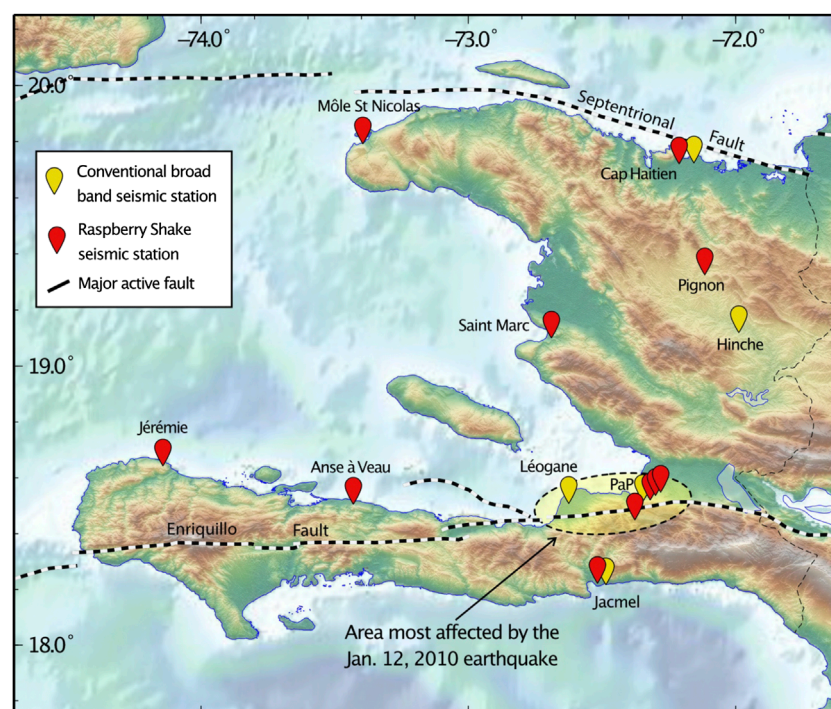 −74.0°
−73.0°
−72.0°
20.0°
Môle St Nicolas
Septentrional
Fault
Cap Haitien
Conventional broad
band seismic station
Raspberry Shake
seismic station
Major active fault
Pignon
Saint Marc
Hinche
19.0°
Jérémie
Anse à Veau
Léogane
PaP
Enriquillo
Fault
Jacmel
Area most affected by the
Jan. 12, 2010 earthquake
18.0°